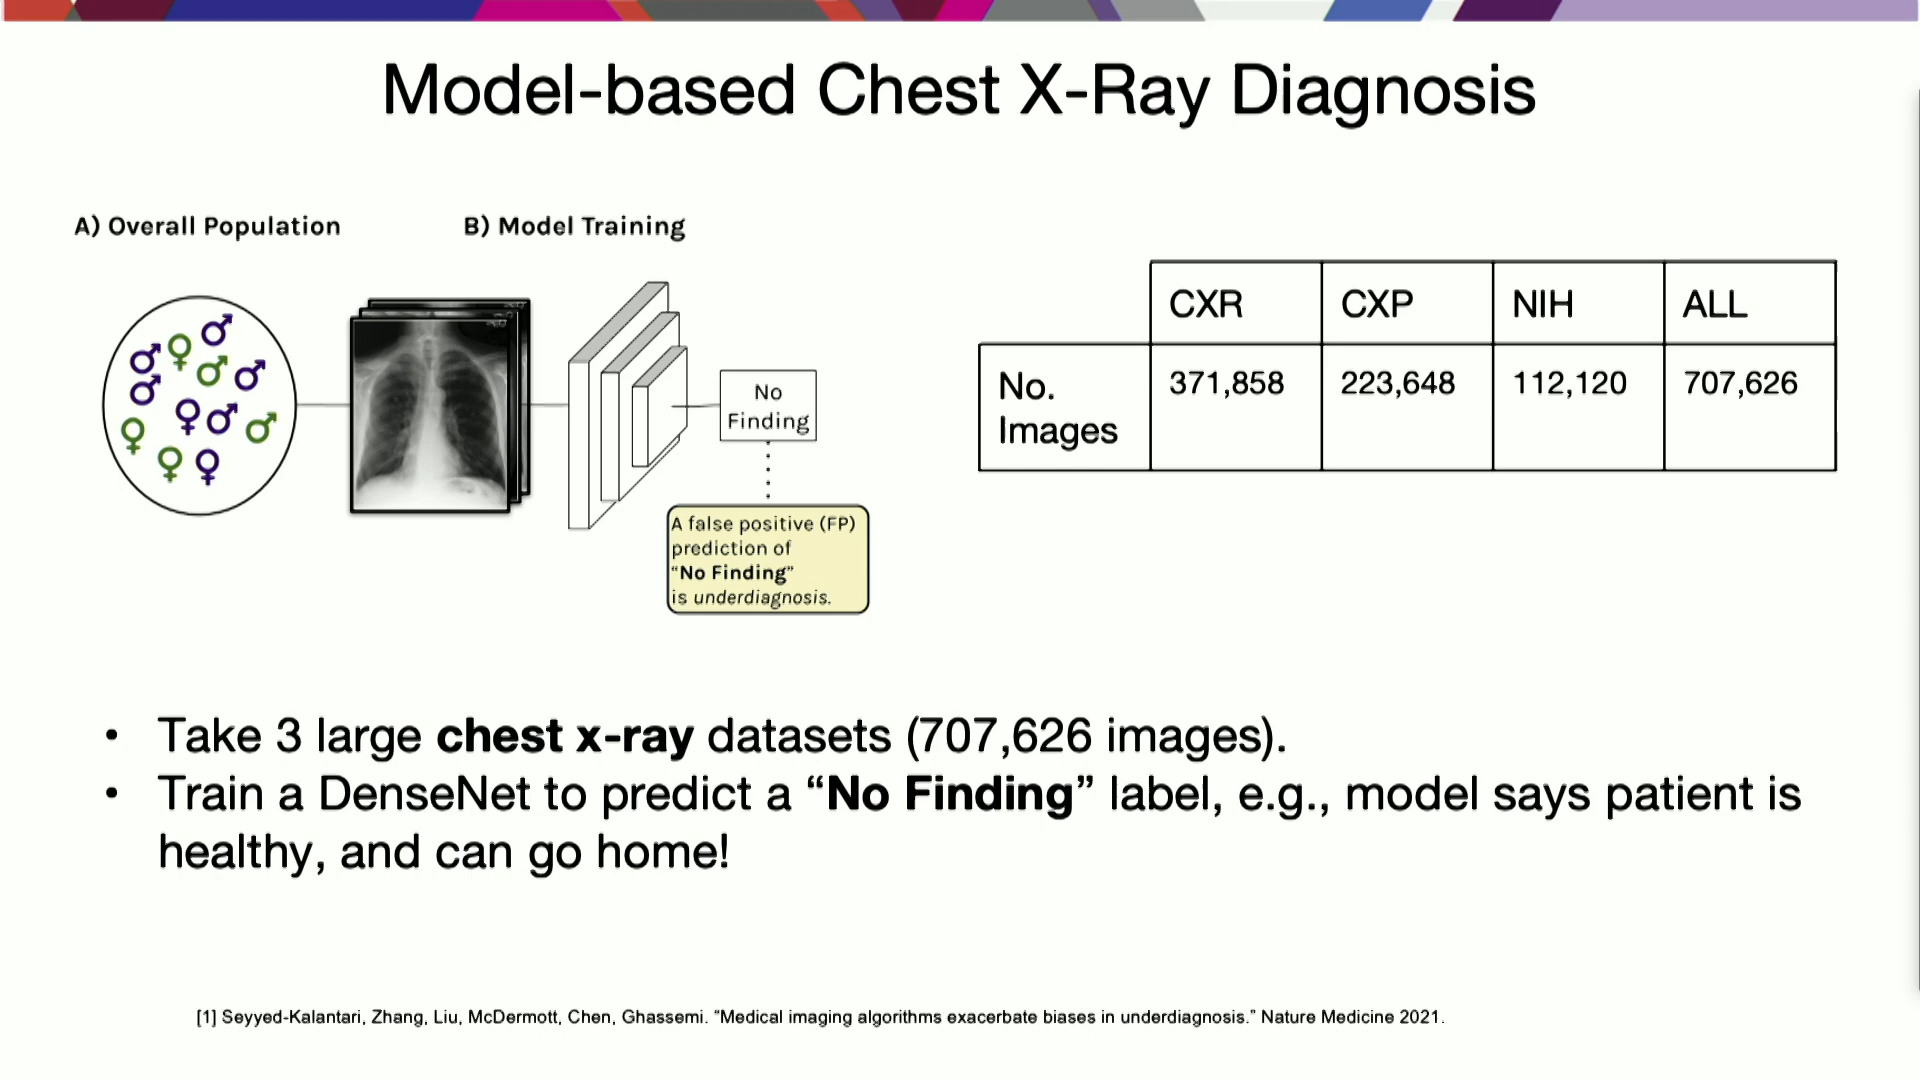 Model-based Chest X-Ray Diagnosis
A) Overall Population
B) Model Training
No
Finding
A false positive (FP)
prediction of
“No Finding”
is underdiagnosis.
CXR CXP NIH ALL
No.
Images
371,858 223,648 112,120 707,626
• Take 3 large chest x-ray datasets (707,626 images).
• Train a DenseNet to predict a “No Finding” label, e.g., model says patient is
healthy, and can go home!
[1] Seyyed-Kalantari, Zhang, Liu, McDermott, Chen, Ghassemi. “Medical imaging algorithms exacerbate biases in underdiagnosis.” Nature Medicine 2021.